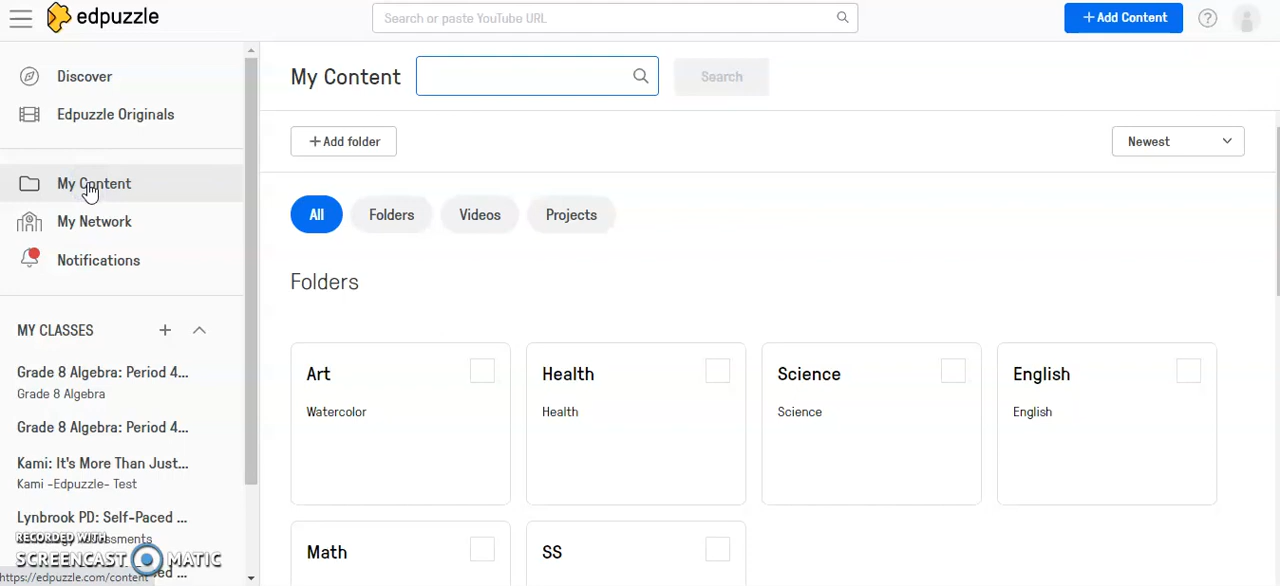 edpuzzle
Search or paste YouTube URL
+ Add Content
?
Discover
Edpuzzle Originals
My Content
My Network
Notifications
MY CLASSES +
Grade 8 Algebra: Period 4...
Grade 8 Algebra
Grade 8 Algebra: Period 4...
Kami: It's More Than Just...
Kami -Edpuzzle- Test
Lynbrook PD: Self-Paced ...
RECORDED WITH
SCREENCAST MATIC
https://edpuzzle.com/content
My Content
Search
+ Add folder
Newest
All
Folders
Videos
Projects
Folders
Art
Watercolor
Health
Health
Science
Science
English
English
Math
SS